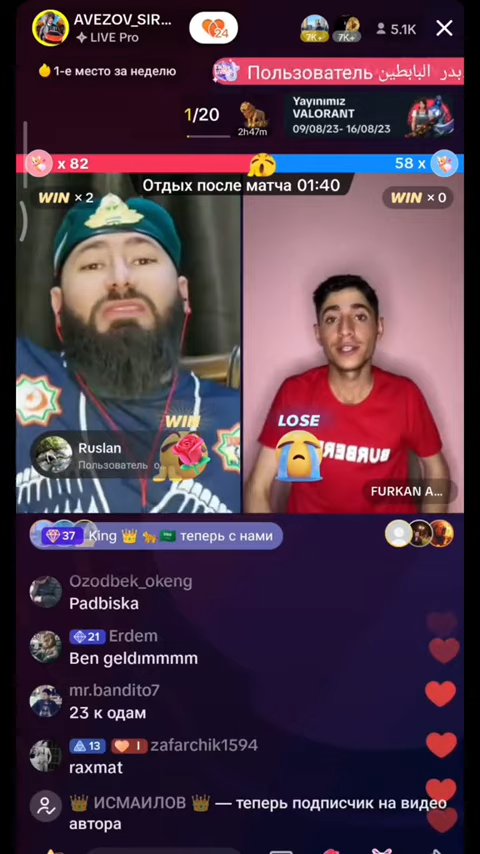 AVEZOV_SIR...
LIVE Pro
24
7K+
7K+
5.1K
1-е место за неделю
Пользователь بدر البابطين
1/20
2h47m
Yayınımız
VALORANT
09/08/23- 16/08/23
x 82
58 x
Отдых после матча 01:40
WIN × 2
WIN × 0
WIN
LOSE
BURBER
Ruslan
Пользователь о...
FURKAN A...
37 King 👑 🐆 🇸🇦 теперь с нами
Ozodbek_okeng
Padbiska
21 Erdem
Ben geldımmmm
mr.bandito7
23 к одам
13 I zafarchik1594
raxmat
👑 ИСМАИЛОВ 👑 — теперь подписчик на видео
автора